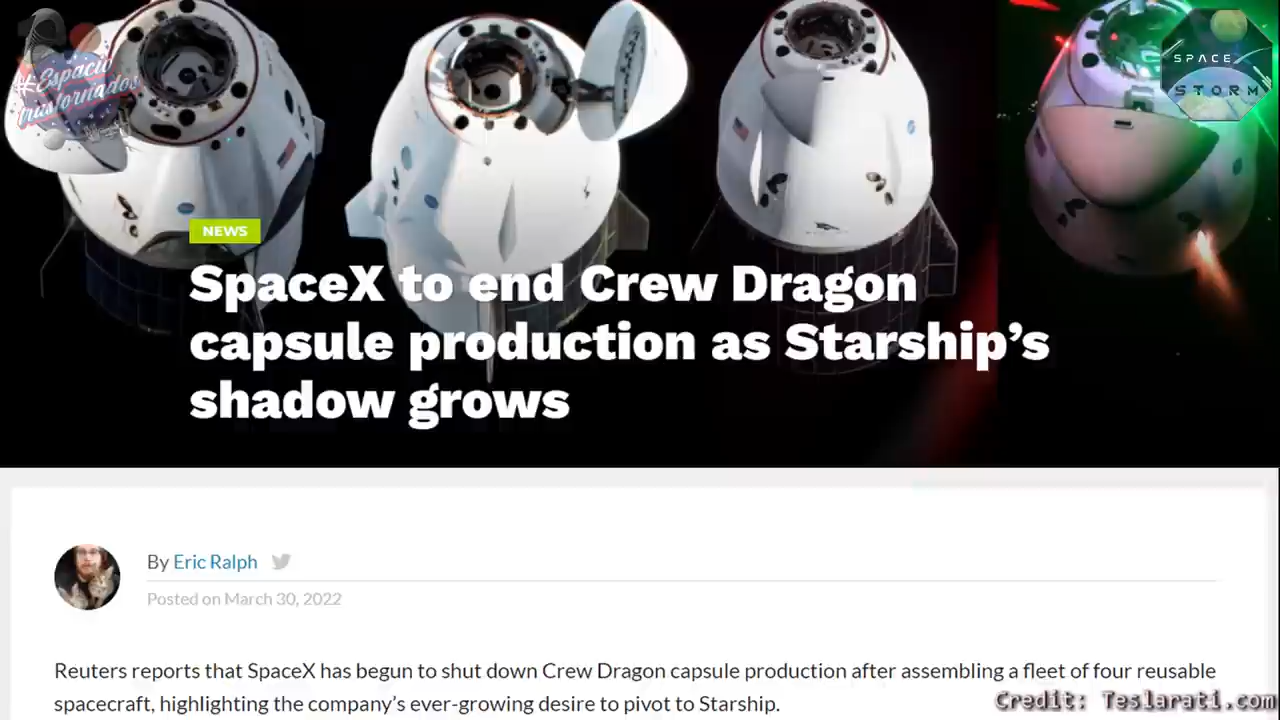 #Espacio
trastornados
SPACE
STORM
NEWS
SpaceX to end Crew Dragon
capsule production as Starship’s
shadow grows
By Eric Ralph
Posted on March 30, 2022
Reuters reports that SpaceX has begun to shut down Crew Dragon capsule production after assembling a fleet of four reusable
spacecraft, highlighting the company’s ever-growing desire to pivot to Starship.
Credit: Teslarati.com